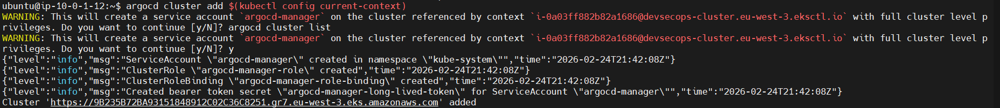 ubuntu@ip-10-0-1-12:~$ argocd cluster add $(kubectl config current-context)
WARNING: This will create a service account `argocd-manager` on the cluster referenced by context `i-0a03ff882b82a1686@devsecops-cluster.eu-west-3.eksctl.io` with full cluster level p
rivileges. Do you want to continue [y/N]? argocd cluster list
WARNING: This will create a service account `argocd-manager` on the cluster referenced by context `i-0a03ff882b82a1686@devsecops-cluster.eu-west-3.eksctl.io` with full cluster level p
rivileges. Do you want to continue [y/N]? y
{"level":"info","msg":"ServiceAccount \"argocd-manager\" created in namespace \"kube-system\"","time":"2026-02-24T21:42:08Z"}
{"level":"info","msg":"ClusterRole \"argocd-manager-role\" created","time":"2026-02-24T21:42:08Z"}
{"level":"info","msg":"ClusterRoleBinding \"argocd-manager-role-binding\" created","time":"2026-02-24T21:42:08Z"}
{"level":"info","msg":"Created bearer token secret \"argocd-manager-long-lived-token\" for ServiceAccount \"argocd-manager\"","time":"2026-02-24T21:42:08Z"}
Cluster 'https://9B235B72BA93151848912C02C36C8251.gr7.eu-west-3.eks.amazonaws.com' added